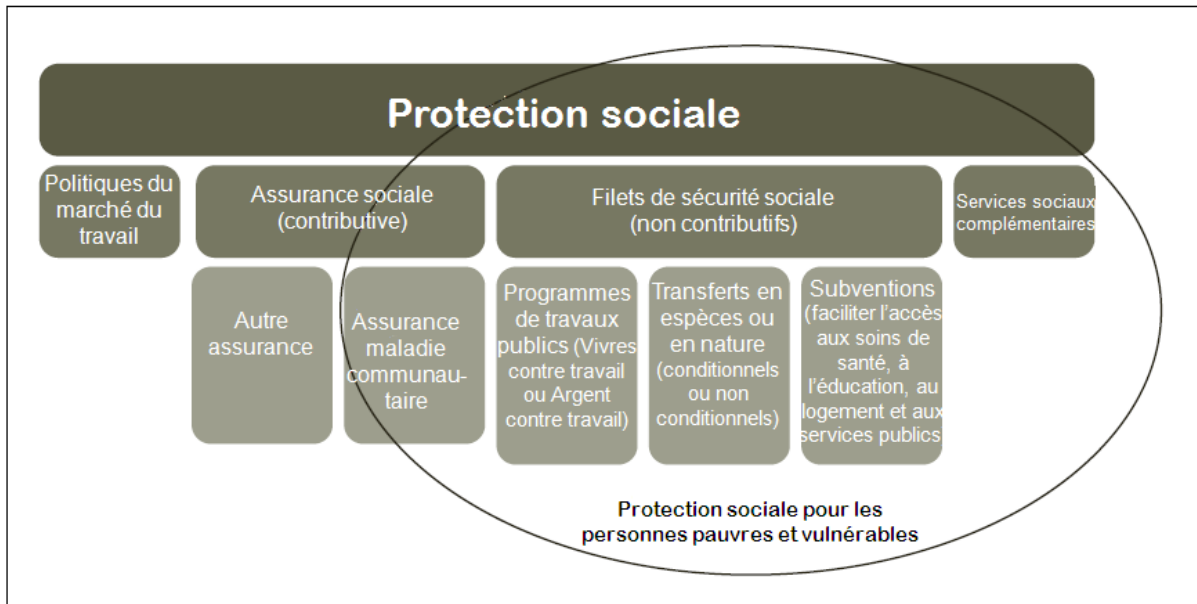 Protection sociale
Politiques du
marché du
travail
Assurance sociale
(contributive)
Filets de sécurité sociale
(non contributifs)
Services sociaux
complémentaires
Autre
assurance
Assurance
maladie
communau-
taire
Programmes
de travaux
publics (Vivres
contre travail
ou Argent
contre travail)
Transferts en
espèces ou
en nature
(conditionnels
ou non
conditionnels)
Subventions
(faciliter l’accès
aux soins de
santé, à
l’éducation, au
logement et aux
services publics
Protection sociale pour les
personnes pauvres et vulnérables